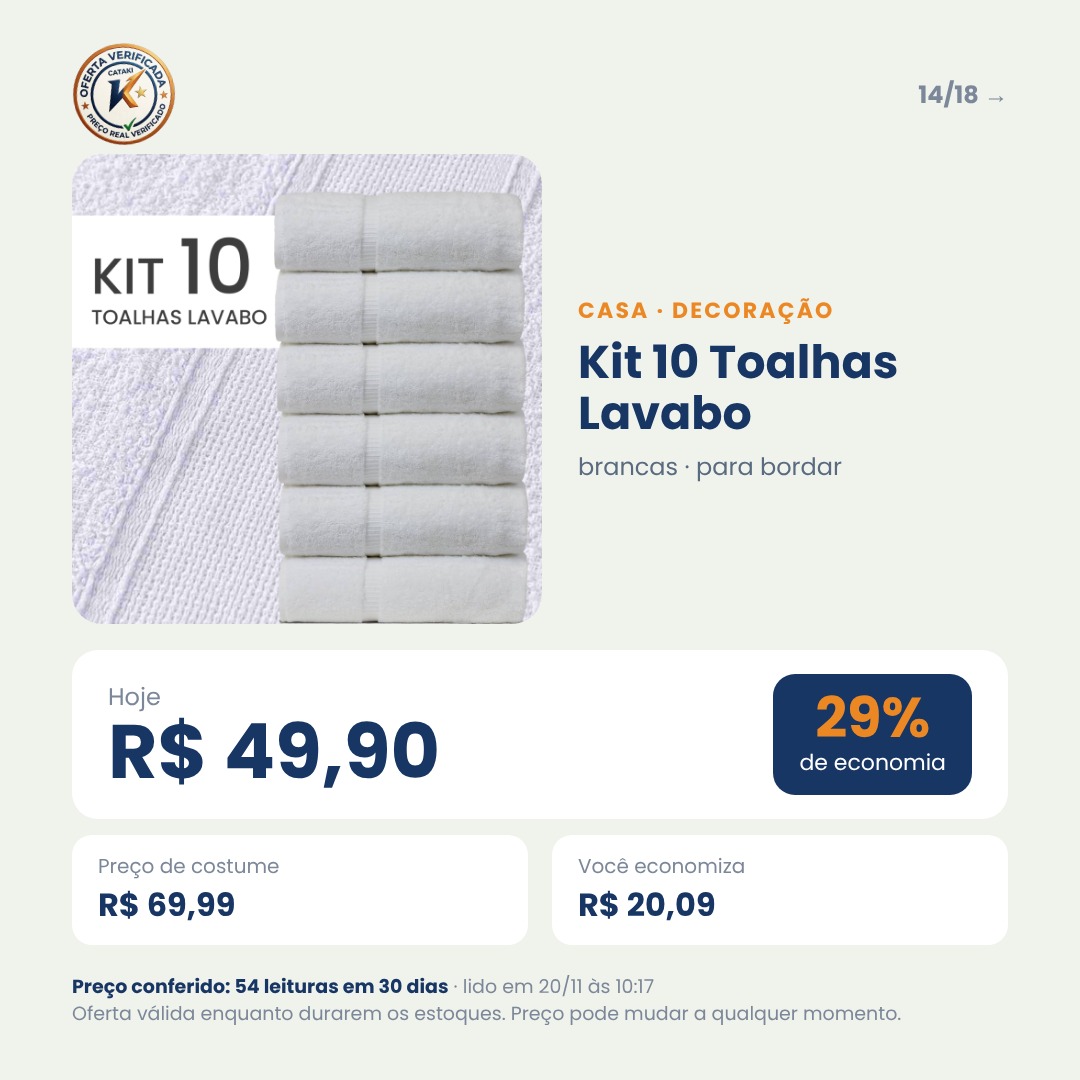 OFERTA VERIFICADA
CATAKI
K
PREÇO REAL VERIFICADO
14/18 →
KIT 10
TOALHAS LAVABO
CASA · DECORAÇÃO
Kit 10 Toalhas
Lavabo
brancas · para bordar
Hoje
R$ 49,90
29%
de economia
Preço de costume
R$ 69,99
Você economiza
R$ 20,09
Preço conferido: 54 leituras em 30 dias · lido em 20/11 às 10:17
Oferta válida enquanto durarem os estoques. Preço pode mudar a qualquer momento.